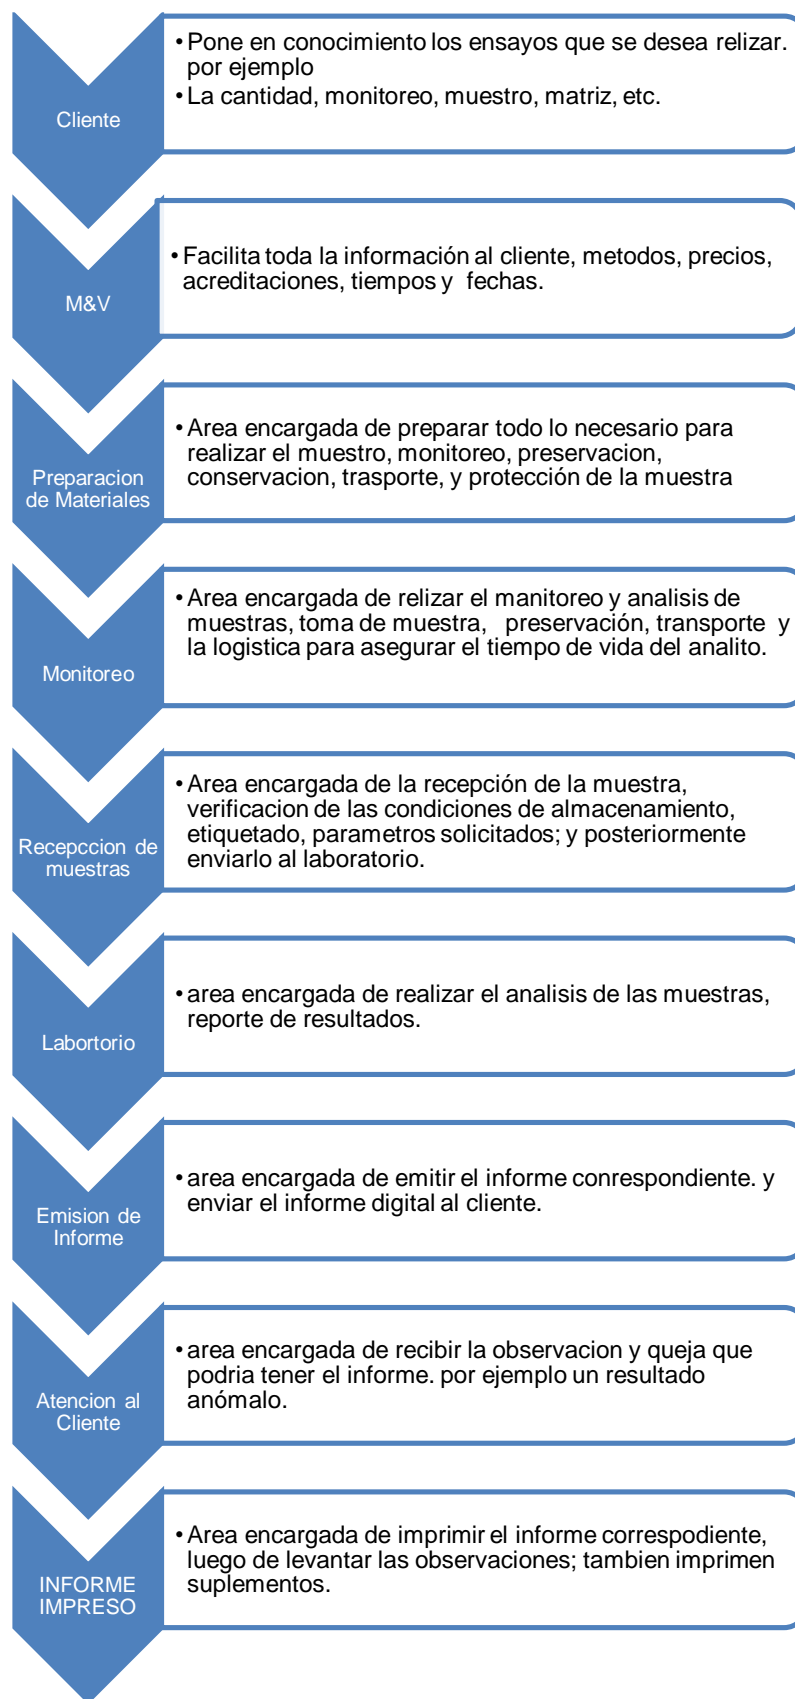 • Pone en conocimiento los ensayos que se desea relizar.
por ejemplo
• La cantidad, monitoreo, muestro, matriz, etc.
Cliente
• Facilita toda la información al cliente, metodos, precios,
acreditaciones, tiempos y fechas.
M&V
• Area encargada de preparar todo lo necesario para
realizar el muestro, monitoreo, preservacion,
conservacion, trasporte, y protección de la muestra
Preparacion
de Materiales
• Area encargada de relizar el manitoreo y analisis de
muestras, toma de muestra, preservación, transporte y
la logistica para asegurar el tiempo de vida del analito.
Monitoreo
• Area encargada de la recepción de la muestra,
verificacion de las condiciones de almacenamiento,
etiquetado, parametros solicitados; y posteriormente
enviarlo al laboratorio.
Recepccion de
muestras
• area encargada de realizar el analisis de las muestras,
reporte de resultados.
Labortorio
• area encargada de emitir el informe conrespondiente. y
enviar el informe digital al cliente.
Emision de
Informe
• area encargada de recibir la observacion y queja que
podria tener el informe. por ejemplo un resultado
anómalo.
Atencion al
Cliente
• Area encargada de imprimir el informe correspodiente,
luego de levantar las observaciones; tambien imprimen
suplementos.
INFORME
IMPRESO